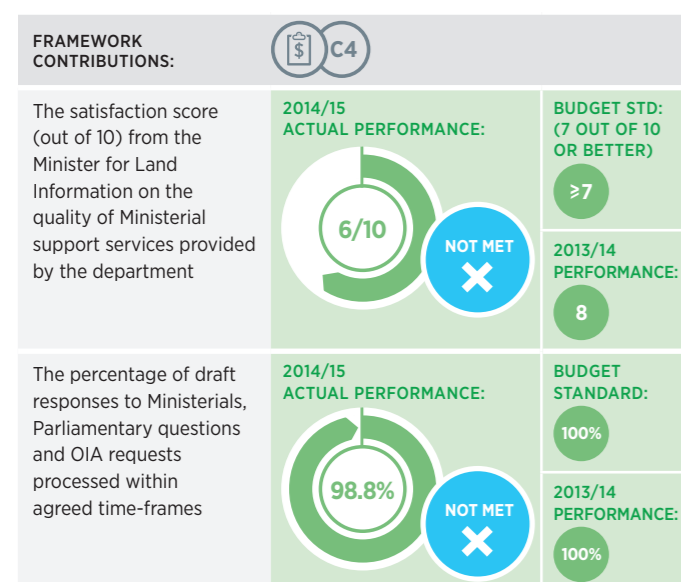 FRAMEWORK
CONTRIBUTIONS:
$
C4
The satisfaction score
(out of 10) from the
Minister for Land
Information on the
quality of Ministerial
support services provided
by the department
2014/15
ACTUAL PERFORMANCE:
6/10
NOT MET
BUDGET STD:
(7 OUT OF 10
OR BETTER)
⩾7
2013/14
PERFORMANCE:
8
The percentage of draft
responses to Ministerials,
Parliamentary questions
and OIA requests
processed within
agreed time-frames
2014/15
ACTUAL PERFORMANCE:
98.8%
NOT MET
BUDGET
STANDARD:
100%
2013/14
PERFORMANCE:
100%